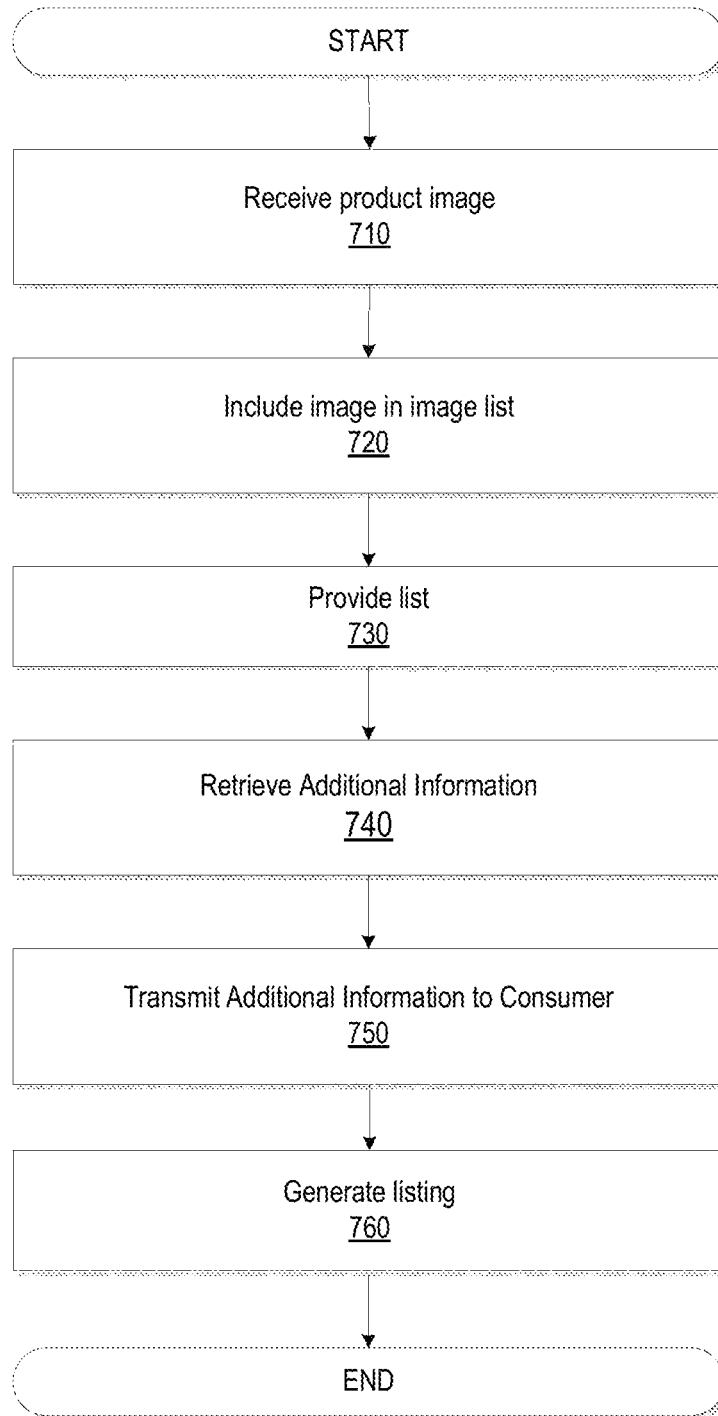 START
Receive product image
710
Include image in image list
720
Provide list
730
Retrieve Additional Information
740
Transmit Additional Information to Consumer
750
Generate listing
760
END